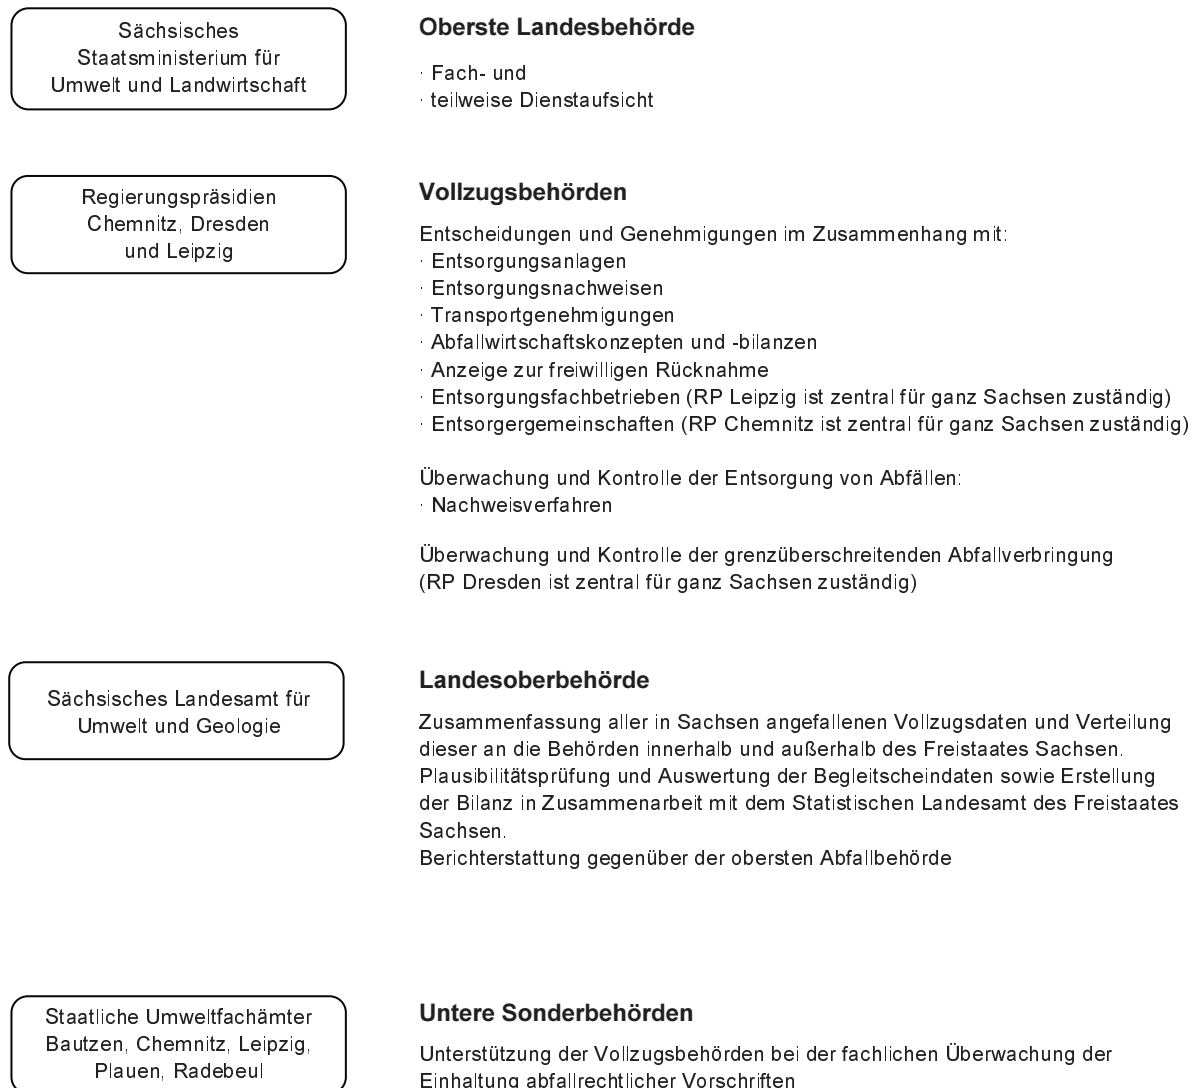 Sächsisches
Staatsministerium für
Umwelt und Landwirtschaft
Oberste Landesbehörde
· Fach- und
· teilweise Dienstaufsicht
Regierungspräsidien
Chemnitz, Dresden
und Leipzig
Vollzugsbehörden
Entscheidungen und Genehmigungen im Zusammenhang mit:
· Entsorgungsanlagen
· Entsorgungsnachweisen
· Transportgenehmigungen
· Abfallwirtschaftskonzepten und -bilanzen
· Anzeige zur freiwilligen Rücknahme
· Entsorgungsfachbetrieben (RP Leipzig ist zentral für ganz Sachsen zuständig)
· Entsorgergemeinschaften (RP Chemnitz ist zentral für ganz Sachsen zuständig)
Überwachung und Kontrolle der Entsorgung von Abfällen:
· Nachweisverfahren
Überwachung und Kontrolle der grenzüberschreitenden Abfallverbringung
(RP Dresden ist zentral für ganz Sachsen zuständig)
Sächsisches Landesamt für
Umwelt und Geologie
Landesoberbehörde
Zusammenfassung aller in Sachsen angefallenen Vollzugsdaten und Verteilung
dieser an die Behörden innerhalb und außerhalb des Freistaates Sachsen.
Plausibilitätsprüfung und Auswertung der Begleitscheindaten sowie Erstellung
der Bilanz in Zusammenarbeit mit dem Statistischen Landesamt des Freistaates
Sachsen.
Berichterstattung gegenüber der obersten Abfallbehörde
Staatliche Umweltfachämter
Bautzen, Chemnitz, Leipzig,
Plauen, Radebeul
Untere Sonderbehörden
Unterstützung der Vollzugsbehörden bei der fachlichen Überwachung der
Einhaltung abfallrechtlicher Vorschriften